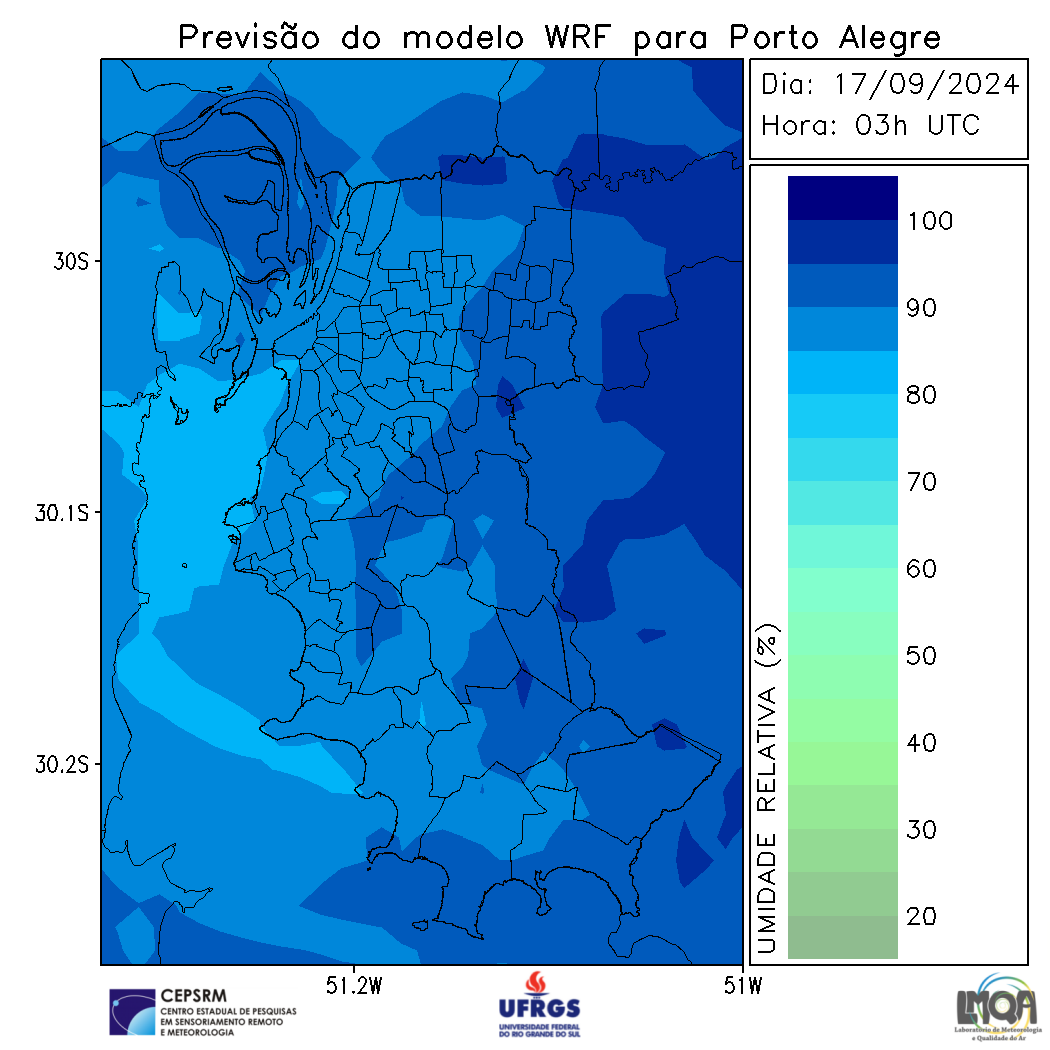 Previsão do modelo WRF para Porto Alegre
Dia: 17/09/2024
Hora: 03h UTC
30S
30.1S
30.2S
51.2W
51W
UMIDADE RELATIVA (%)
100
90
80
70
60
50
40
30
20
CEPSRM
CENTRO ESTADUAL DE PESQUISAS
EM SENSORIAMENTO REMOTO
E METEOROLOGIA
UFRGS
UNIVERSIDADE FEDERAL
DO RIO GRANDE DO SUL
LMQA
Laboratório de Meteorologia
e Qualidade do Ar